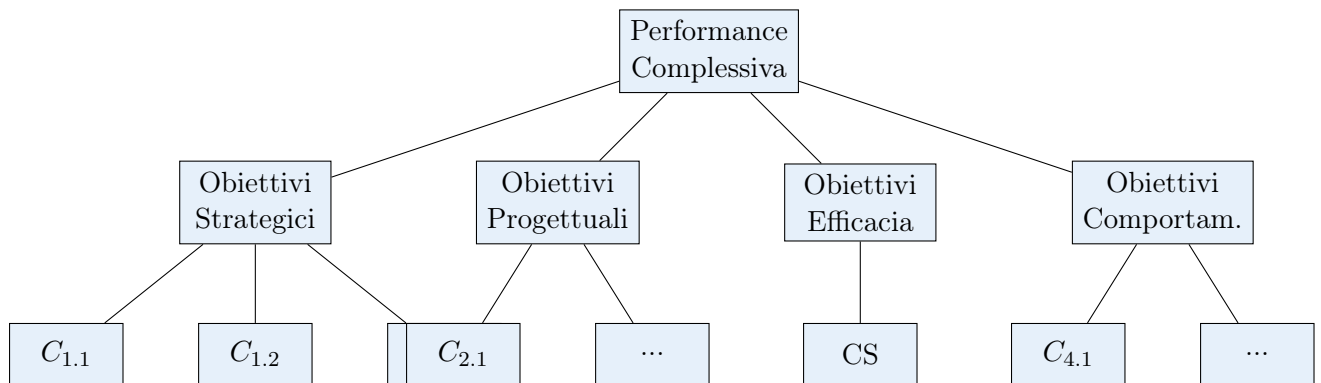 Performance
Complessiva
Obiettivi
Strategici
Obiettivi
Progettuali
Obiettivi
Efficacia
Obiettivi
Comportam.
C1.1
C1.2
C2.1
...
CS
C4.1
...